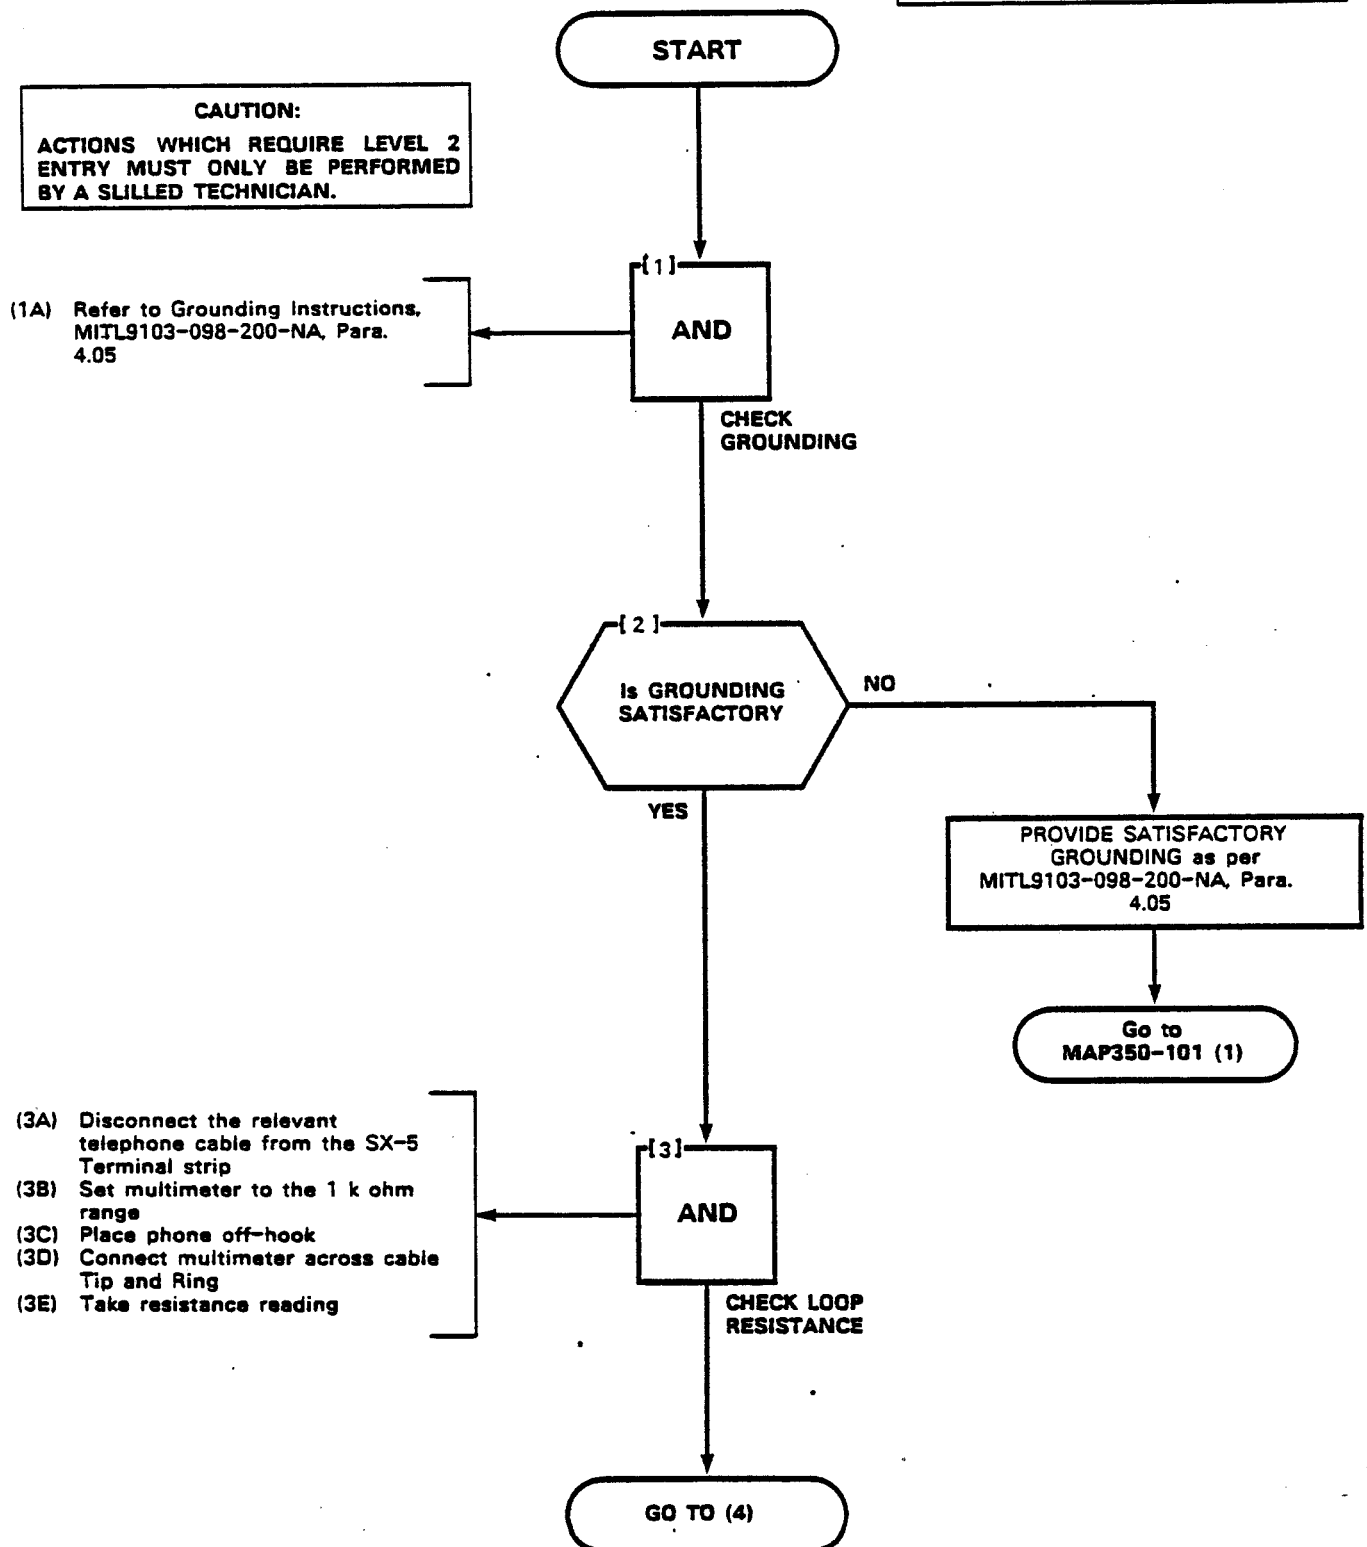 START
CAUTION:
ACTIONS WHICH REQUIRE LEVEL 2
ENTRY MUST ONLY BE PERFORMED
BY A SLILLED TECHNICIAN.
[1]
AND
(1A) Refer to Grounding Instructions,
MITL9103-098-200-NA, Para.
4.05
CHECK
GROUNDING
[2]
Is GROUNDING
SATISFACTORY
NO
YES
PROVIDE SATISFACTORY
GROUNDING as per
MITL9103-098-200-NA, Para.
4.05
Go to
MAP350-101 (1)
(3A) Disconnect the relevant
telephone cable from the SX-5
Terminal strip
(3B) Set multimeter to the 1 k ohm
range
(3C) Place phone off-hook
(3D) Connect multimeter across cable
Tip and Ring
(3E) Take resistance reading
[3]
AND
CHECK LOOP
RESISTANCE
GO TO (4)